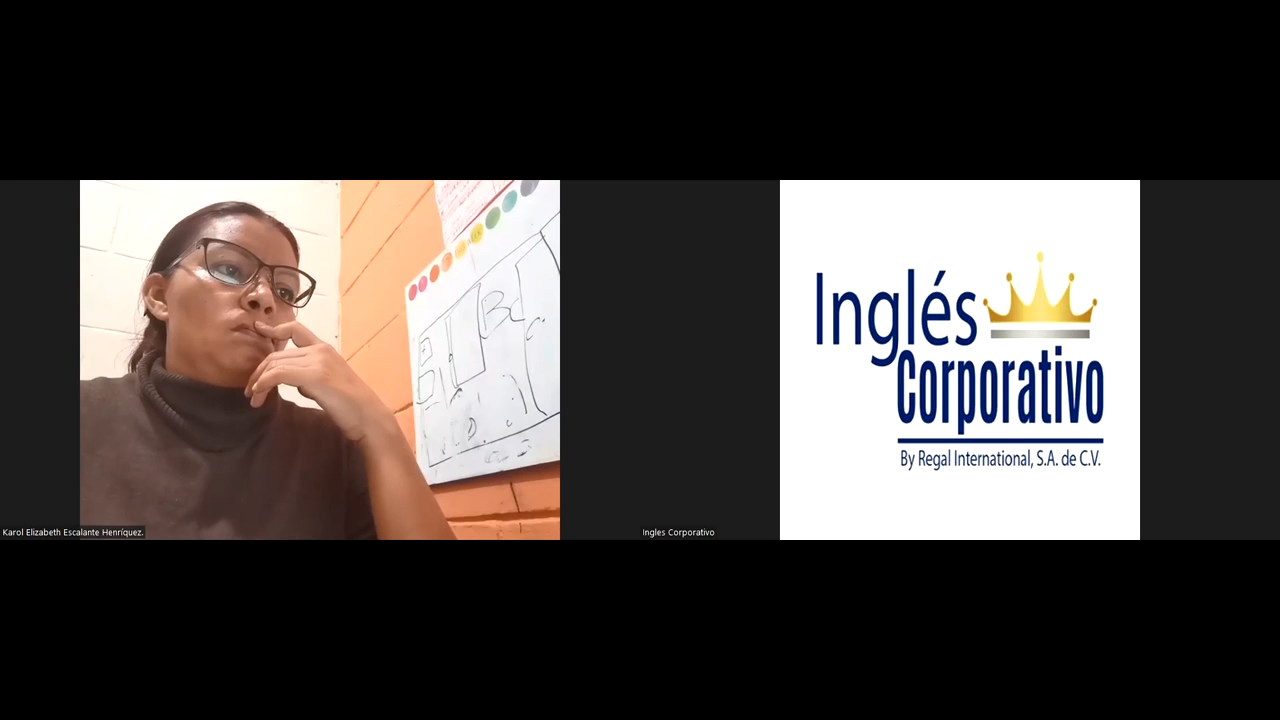 Karol Elizabeth Escalante Henríquez.
Inglés
Corporativo
By Regal International, S.A. de C.V.
Ingles Corporativo